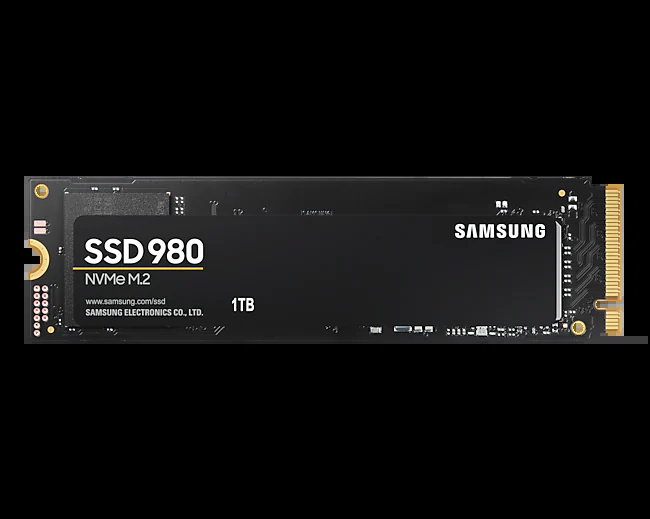 SAMSUNG
SSD 980
NVMe M.2
www.samsung.com/ssd
SAMSUNG ELECTRONICS CO., LTD.
1TB